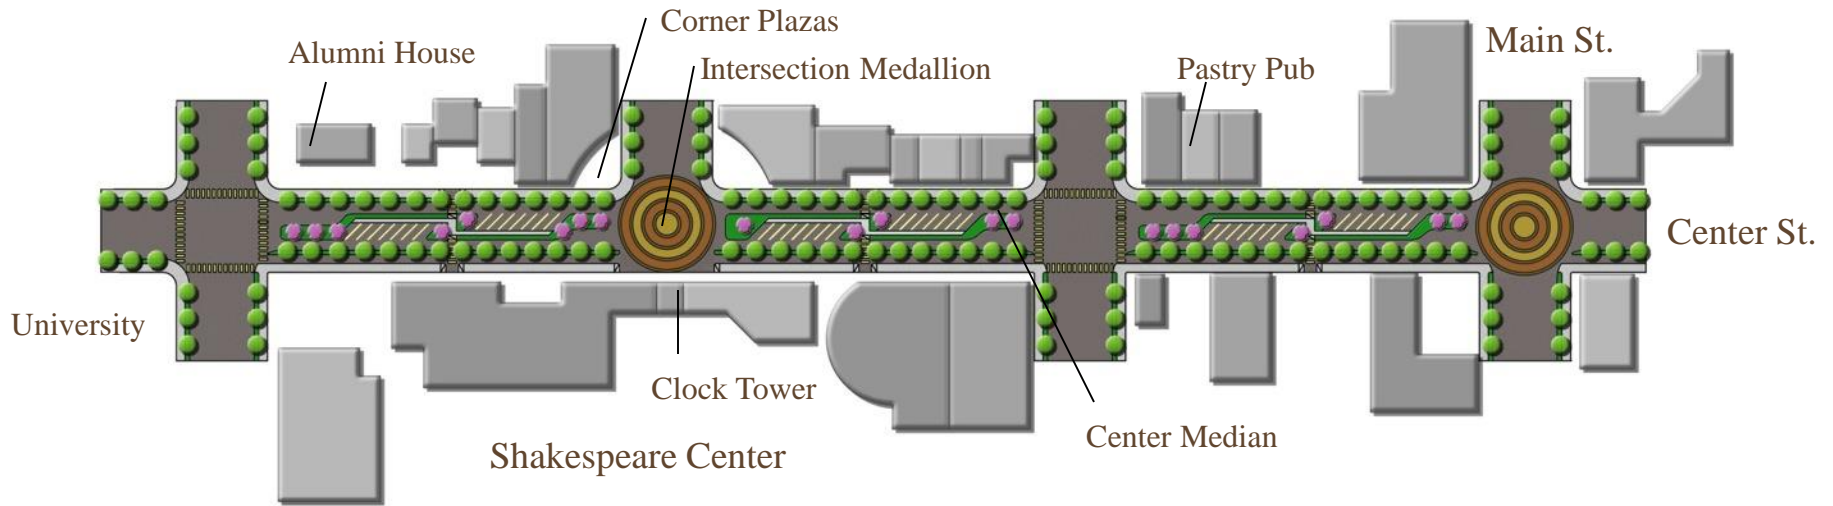 Corner Plazas
Main St.
Alumni House
Intersection Medallion
Pastry Pub
Center St.
University
Clock Tower
Center Median
Shakespeare Center